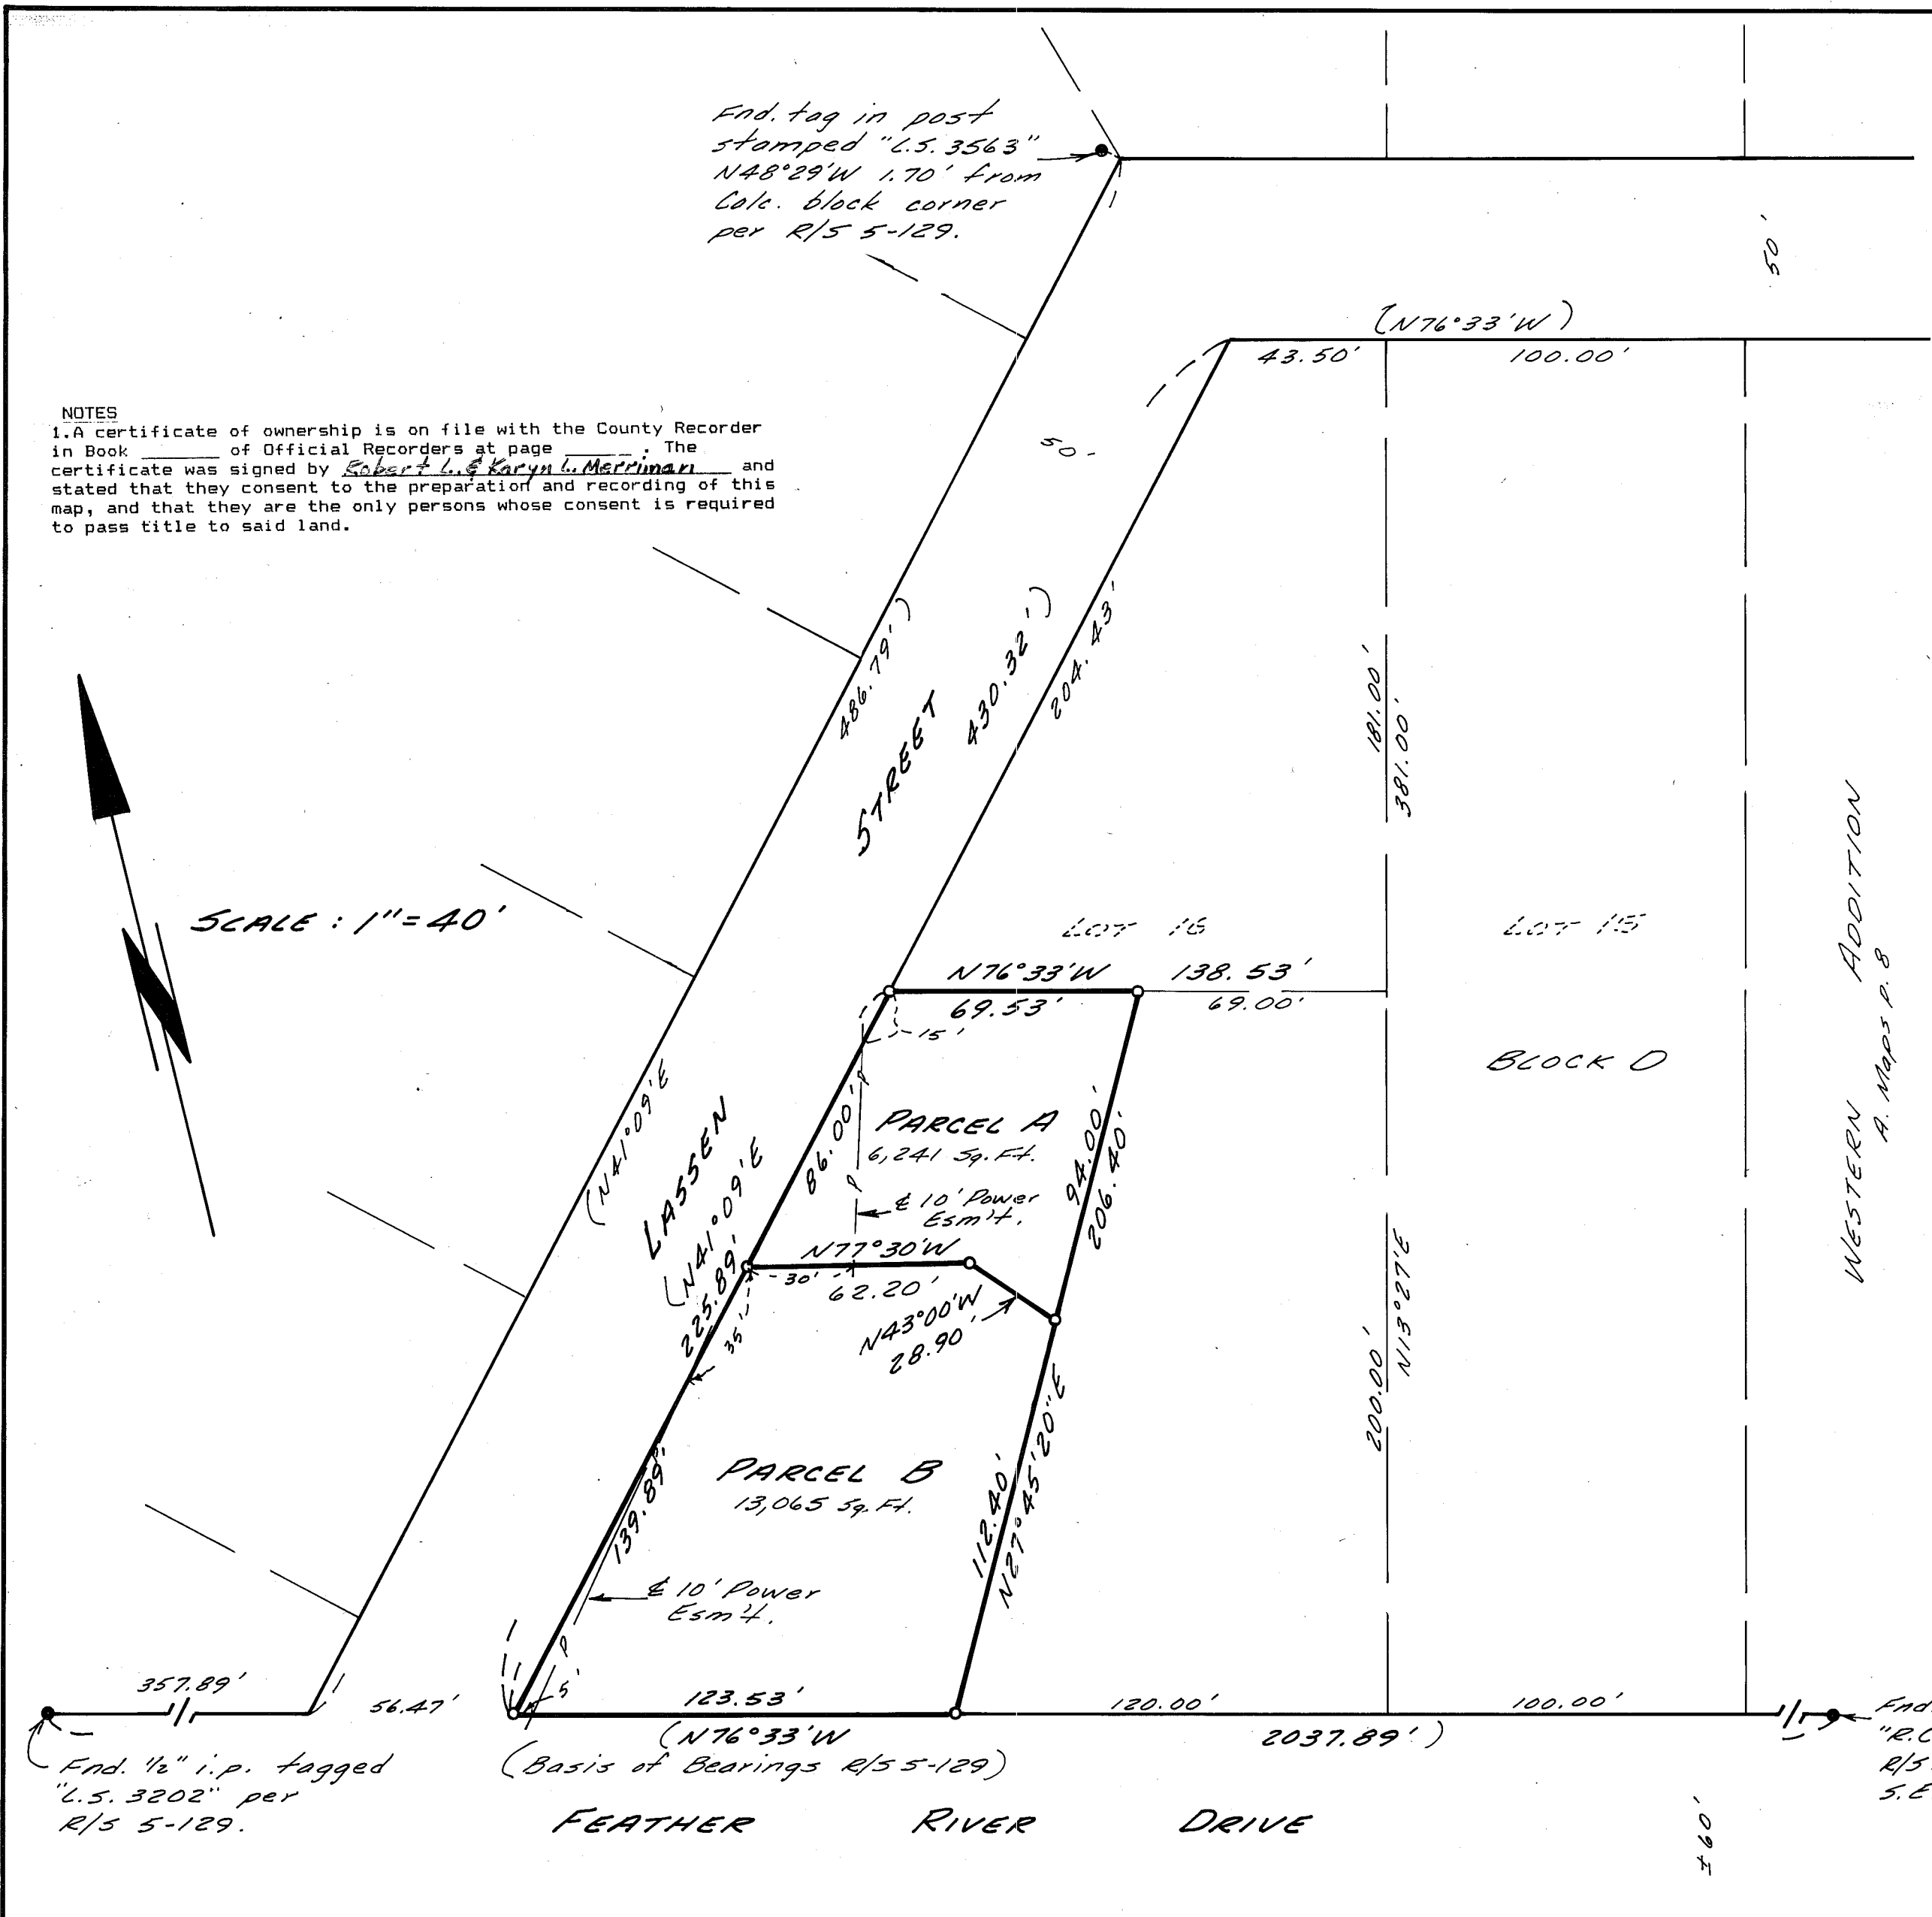 Fnd. tag in post
stamped "L.S. 3563"
N48°29'W 1.70' from
Calc. block corner
per R/S 5-129.
50'
(N76°33'W)
43.50'
100.00'
NOTES
1.A certificate of ownership is on file with the County Recorder
in Book ______ of Official Recorders at page _____. The
certificate was signed by Robert L. & Karyn L. Merriman and
stated that they consent to the preparation and recording of this
map, and that they are the only persons whose consent is required
to pass title to said land.
50'
486.79')
430.32')
204.43'
181.00'
381.00'
STREET
SCALE : 1"=40'
LOT 16
LOT 15
WESTERN ADDITION
A. Maps p. 8
N76°33'W 138.53'
69.53'
69.00'
15'
BLOCK D
(N41°09'E
LASSEN
(N41°09'E
225.89'
86.00'
P
PARCEL A
6,241 Sq. Ft.
94.00'
206.40'
P
℄ 10' Power
Esm't.
N77°30'W
30'
62.20'
N43°00'W
28.90'
35'
200.00'
N13°27'E
PARCEL B
13,065 Sq. Ft.
139.89'
112.40'
N27°45'20"E
℄ 10' Power
Esm't.
P
5'
357.89'
56.47'
123.53'
120.00'
100.00'
(N76°33'W
2037.89')
(Basis of Bearings R/S 5-129)
Fnd. 1/2" i.p. tagged
"L.S. 3202" per
R/S 5-129.
Fnd.
"R.C
R/S
S.E
FEATHER RIVER DRIVE
±60'